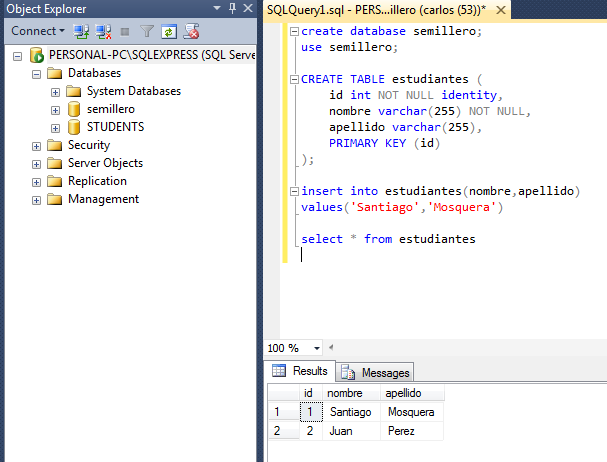 Object Explorer
Connect
PERSONAL-PC\SQLEXPRESS (SQL Serve
Databases
System Databases
semillero
STUDENTS
Security
Server Objects
Replication
Management
SQLQuery1.sql - PERS...illero (carlos (53))*
create database semillero;
use semillero;
CREATE TABLE estudiantes (
id int NOT NULL identity,
nombre varchar(255) NOT NULL,
apellido varchar(255),
PRIMARY KEY (id)
);
insert into estudiantes(nombre,apellido)
values('Santiago','Mosquera')
select * from estudiantes
100 %
Results Messages
id nombre apellido
1 1 Santiago Mosquera
2 2 Juan Perez